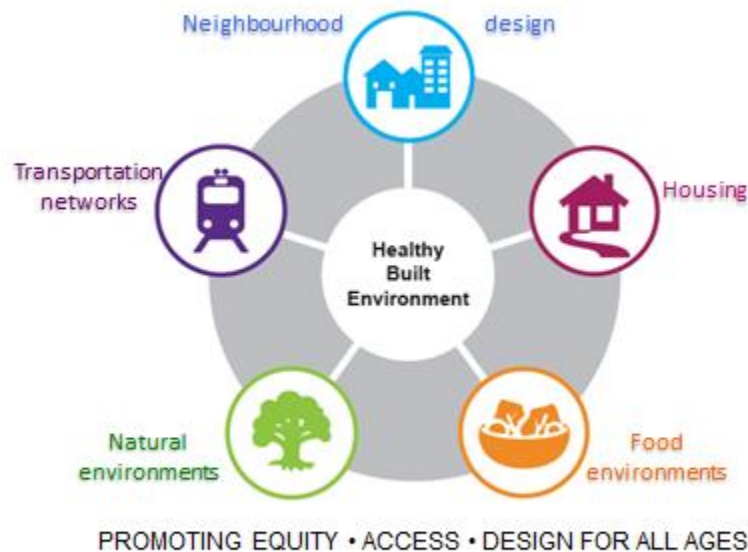 Neighbourhood design
Transportation
networks
Housing
Healthy
Built
Environment
Natural
environments
Food
environments
PROMOTING EQUITY • ACCESS • DESIGN FOR ALL AGES